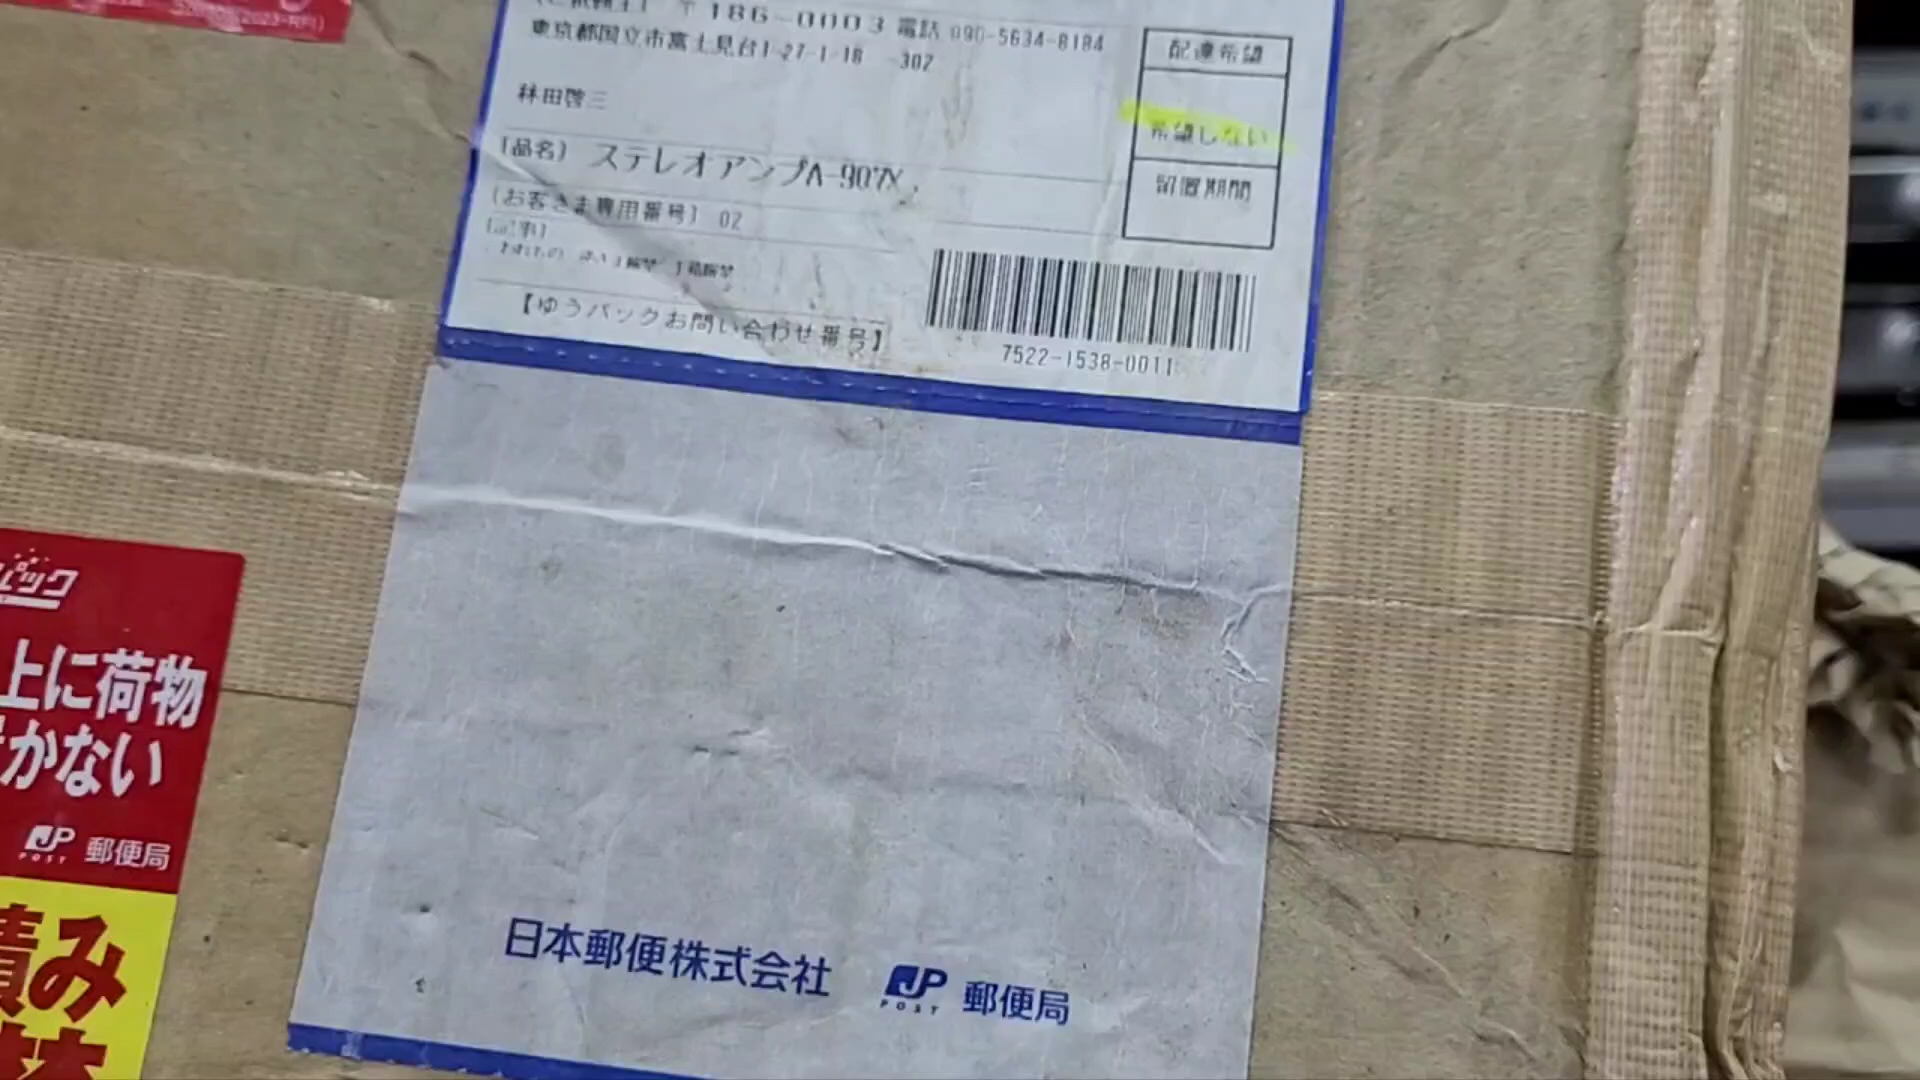 〒186-0003 電話 090-5634-8184
東京都国立市富士見台1-27-1-18 -302
林田啓三
[品名] ステレオアンプA-907X
[お客さま専用番号] 02
[記事]
【ゆうパックお問い合わせ番号】
配達希望
希望しない
留置期間
7522-1538-0011
パック
上に荷物
かない
JP
POST
郵便局
積み
日本郵便株式会社
JP
POST
郵便局